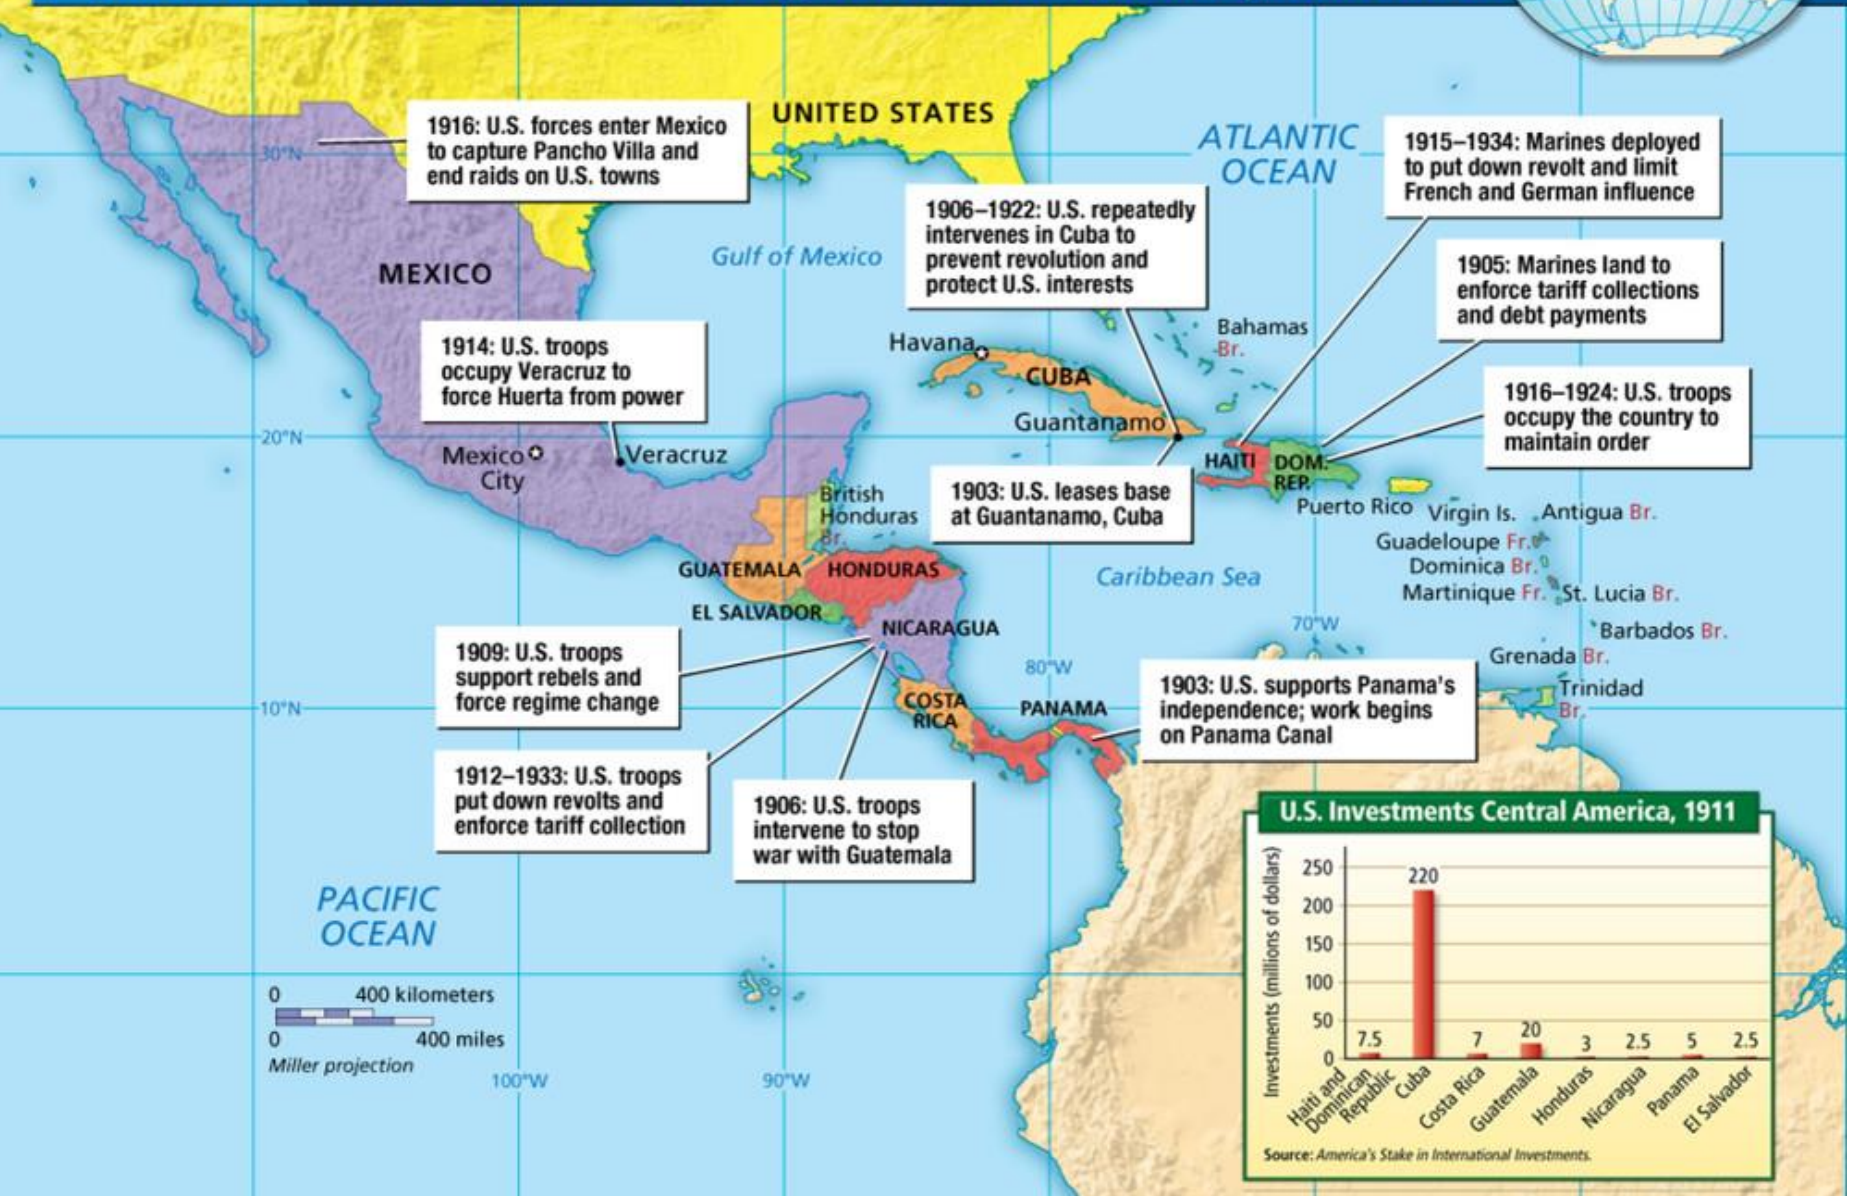 UNITED STATES
ATLANTIC
OCEAN
1916: U.S. forces enter Mexico
to capture Pancho Villa and
end raids on U.S. towns
30°N
1915–1934: Marines deployed
to put down revolt and limit
French and German influence
1906–1922: U.S. repeatedly
intervenes in Cuba to
prevent revolution and
protect U.S. interests
Gulf of Mexico
MEXICO
1905: Marines land to
enforce tariff collections
and debt payments
1914: U.S. troops
occupy Veracruz to
force Huerta from power
Havana
Bahamas
Br.
CUBA
1916–1924: U.S. troops
occupy the country to
maintain order
Guantanamo
20°N
Mexico
City
Veracruz
HAITI
DOM.
REP.
1903: U.S. leases base
at Guantanamo, Cuba
British
Honduras
Br.
Puerto Rico
Virgin Is.
Antigua Br.
Guadeloupe Fr.
Dominica Br.
Martinique Fr.
St. Lucia Br.
Barbados Br.
Grenada Br.
Trinidad
Br.
GUATEMALA
HONDURAS
Caribbean Sea
EL SALVADOR
NICARAGUA
70°W
80°W
1909: U.S. troops
support rebels and
force regime change
10°N
COSTA
RICA
PANAMA
1903: U.S. supports Panama's
independence; work begins
on Panama Canal
1912–1933: U.S. troops
put down revolts and
enforce tariff collection
1906: U.S. troops
intervene to stop
war with Guatemala
PACIFIC
OCEAN
0 400 kilometers
0 400 miles
Miller projection
100°W
90°W
U.S. Investments Central America, 1911
Investments (millions of dollars)
250
200
150
100
50
0
7.5
220
7
20
3
2.5
5
2.5
Haiti and
Dominican
Republic
Cuba
Costa Rica
Guatemala
Honduras
Nicaragua
Panama
El Salvador
Source: America's Stake in International Investments.